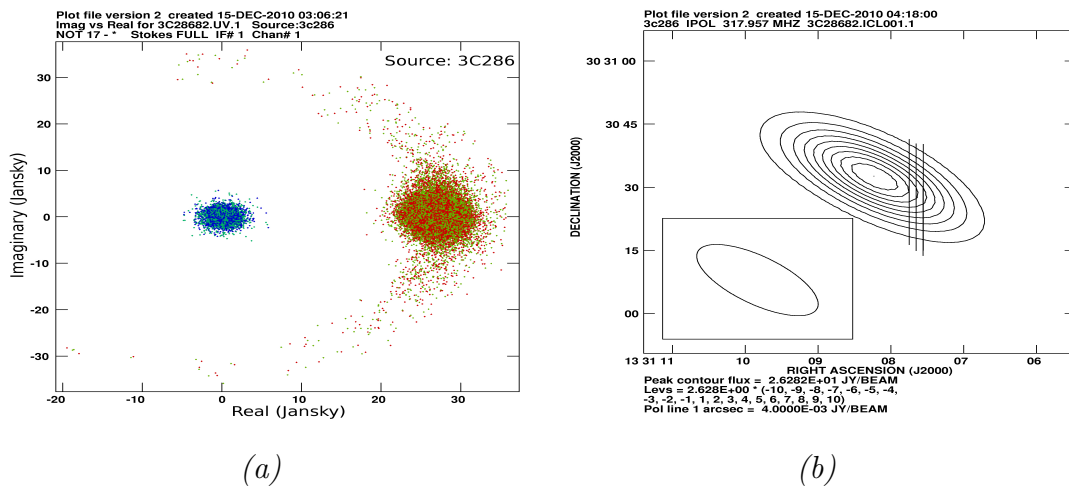 Plot file version 2 created 15-DEC-2010 03:06:21
Imag vs Real for 3C28682.UV.1 Source:3c286
NOT 17 - * Stokes FULL IF# 1 Chan# 1
Source: 3C286
30
20
10
0
-10
-20
-30
Imaginary (Jansky)
-20
-10
0
10
20
30
Real (Jansky)
(a)
Plot file version 2 created 15-DEC-2010 04:18:00
3c286 IPOL 317.957 MHZ 3C28682.ICL001.1
30 31 00
30 45
30
15
00
DECLINATION (J2000)
13 31 11
10
09
08
07
06
RIGHT ASCENSION (J2000)
Peak contour flux = 2.6282E+01 JY/BEAM
Levs = 2.628E+00 * (-10, -9, -8, -7, -6, -5, -4,
-3, -2, -1, 1, 2, 3, 4, 5, 6, 7, 8, 9, 10)
Pol line 1 arcsec = 4.0000E-03 JY/BEAM
(b)